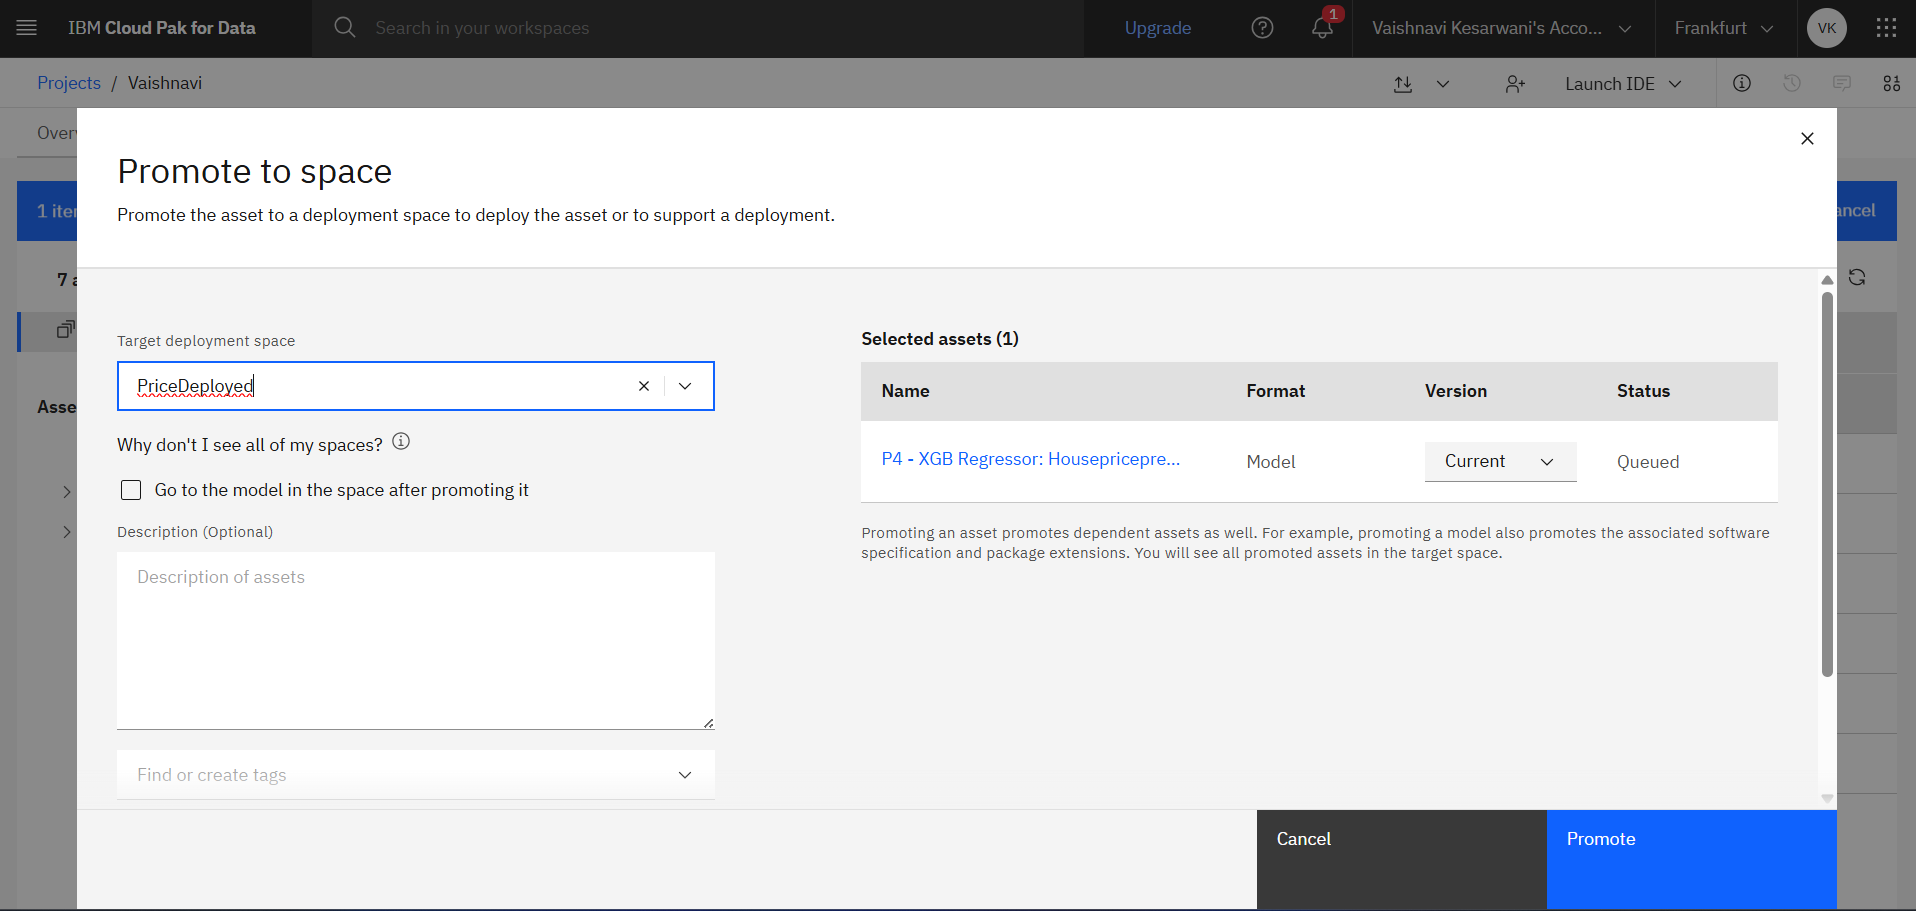 IBM Cloud Pak for Data
Search in your workspaces
Upgrade
1
Vaishnavi Kesarwani's Acco...
Frankfurt
VK
Projects / Vaishnavi
Launch IDE
Over
Promote to space
Promote the asset to a deployment space to deploy the asset or to support a deployment.
1 iter
ancel
7 a
Asse
Target deployment space
PriceDeployed
Why don't I see all of my spaces?
Go to the model in the space after promoting it
Description (Optional)
Description of assets
Find or create tags
Selected assets (1)
Name Format Version Status
P4 - XGB Regressor: Housepricepre... Model Current Queued
Promoting an asset promotes dependent assets as well. For example, promoting a model also promotes the associated software
specification and package extensions. You will see all promoted assets in the target space.
Cancel
Promote